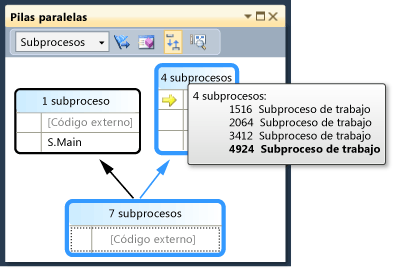 Pilas paralelas
Subprocesos
4 subprocesos
1 subproceso
[Código externo]
S.Main
4 subprocesos:
1516 Subproceso de trabajo
2064 Subproceso de trabajo
3412 Subproceso de trabajo
4924 Subproceso de trabajo
7 subprocesos
[Código externo]